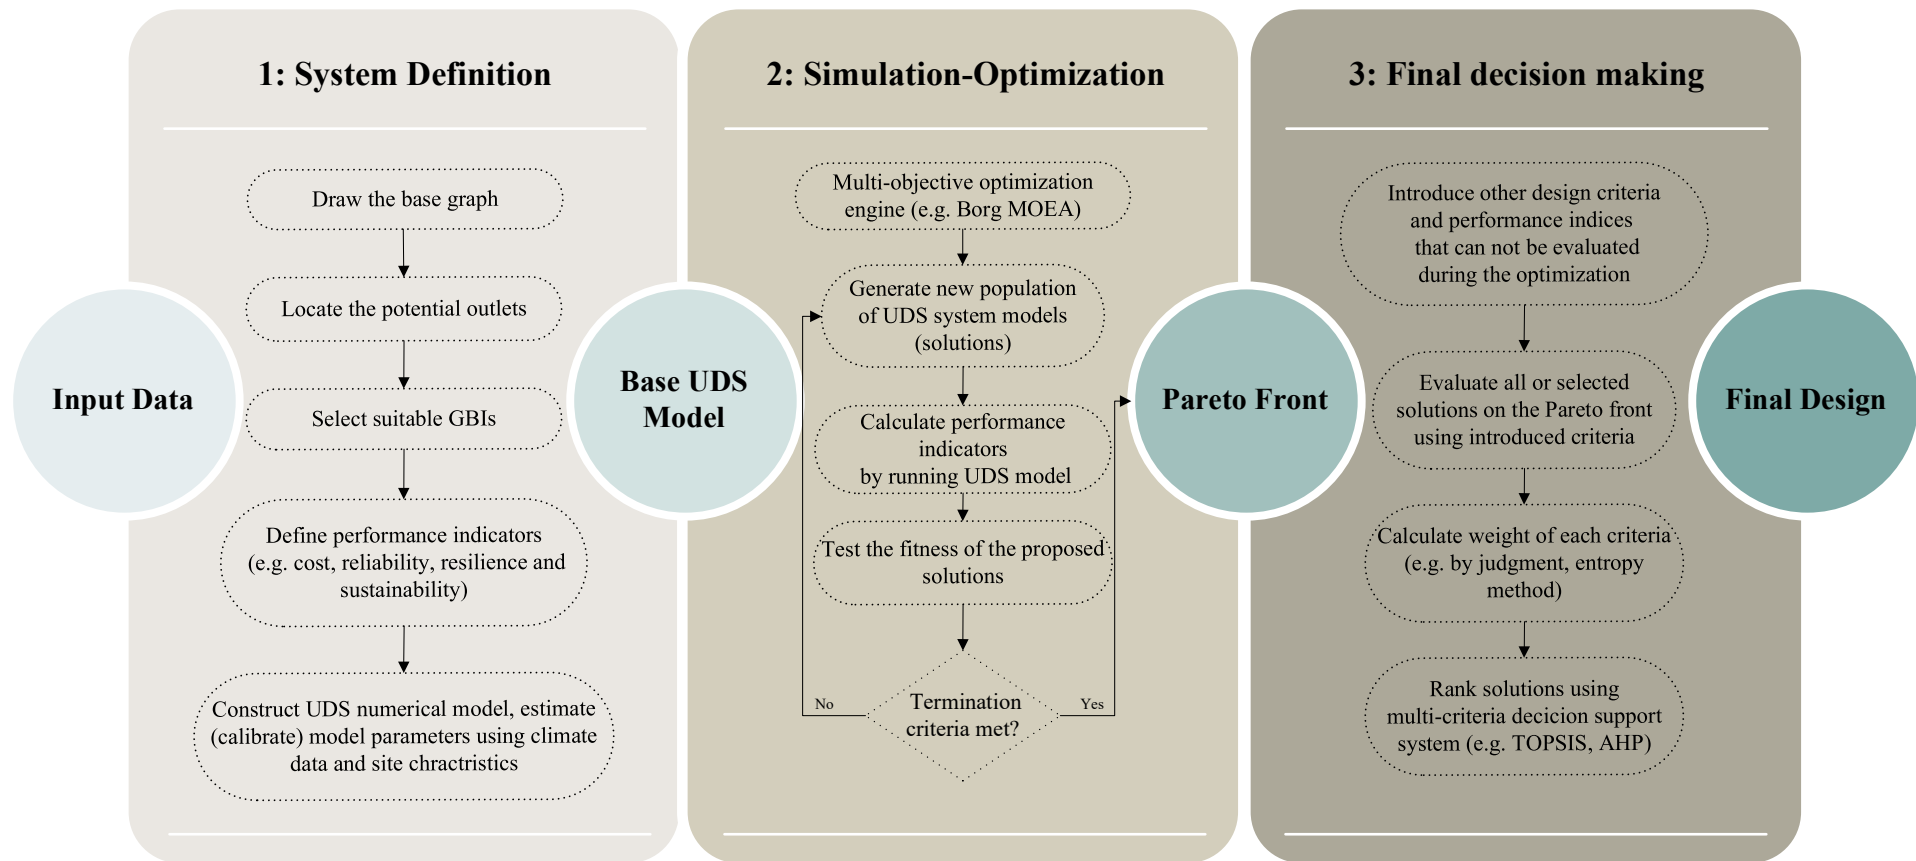 1: System Definition
Draw the base graph
Locate the potential outlets
Select suitable GBIs
Define performance indicators
(e.g. cost, reliability, resilience and
sustainability)
Construct UDS numerical model, estimate
(calibrate) model parameters using climate
data and site chractristics
Input Data
Base UDS
Model
2: Simulation-Optimization
Multi-objective optimization
engine (e.g. Borg MOEA)
Generate new population
of UDS system models
(solutions)
Calculate performance
indicators
by running UDS model
Test the fitness of the proposed
solutions
Termination
criteria met?
No
Yes
Pareto Front
3: Final decision making
Introduce other design criteria
and performance indices
that can not be evaluated
during the optimization
Evaluate all or selected
solutions on the Pareto front
using introduced criteria
Calculate weight of each criteria
(e.g. by judgment, entropy
method)
Rank solutions using
multi-criteria decicion support
system (e.g. TOPSIS, AHP)
Final Design